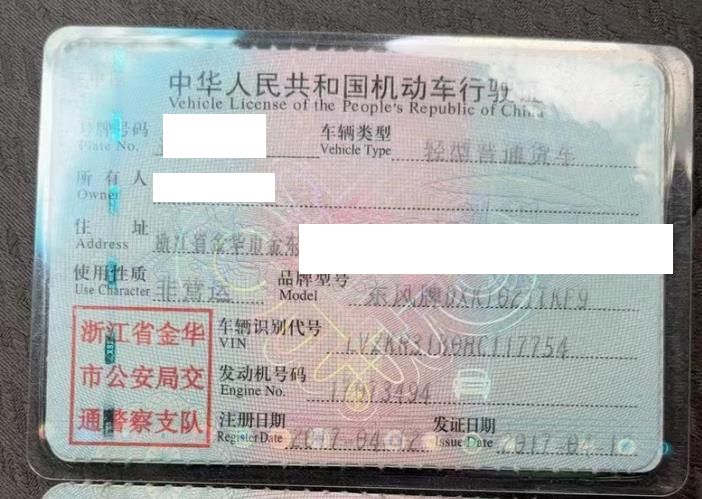 中华人民共和国机动车行驶证
Vehicle License of the People's Republic of China
号牌号码
Plate No.
车辆类型 轻型普通货车
Vehicle Type
所有人
Owner
住址 浙江省金华市金东
Address
使用性质 非营运
Use Character
品牌型号 东风牌
Model
浙江省金华
市公安局交
通警察支队
车辆识别代号
VIN
发动机号码 17073494
Engine No.
注册日期 2017-04-12
Register Date
发证日期 2017-04-1
Issue Date